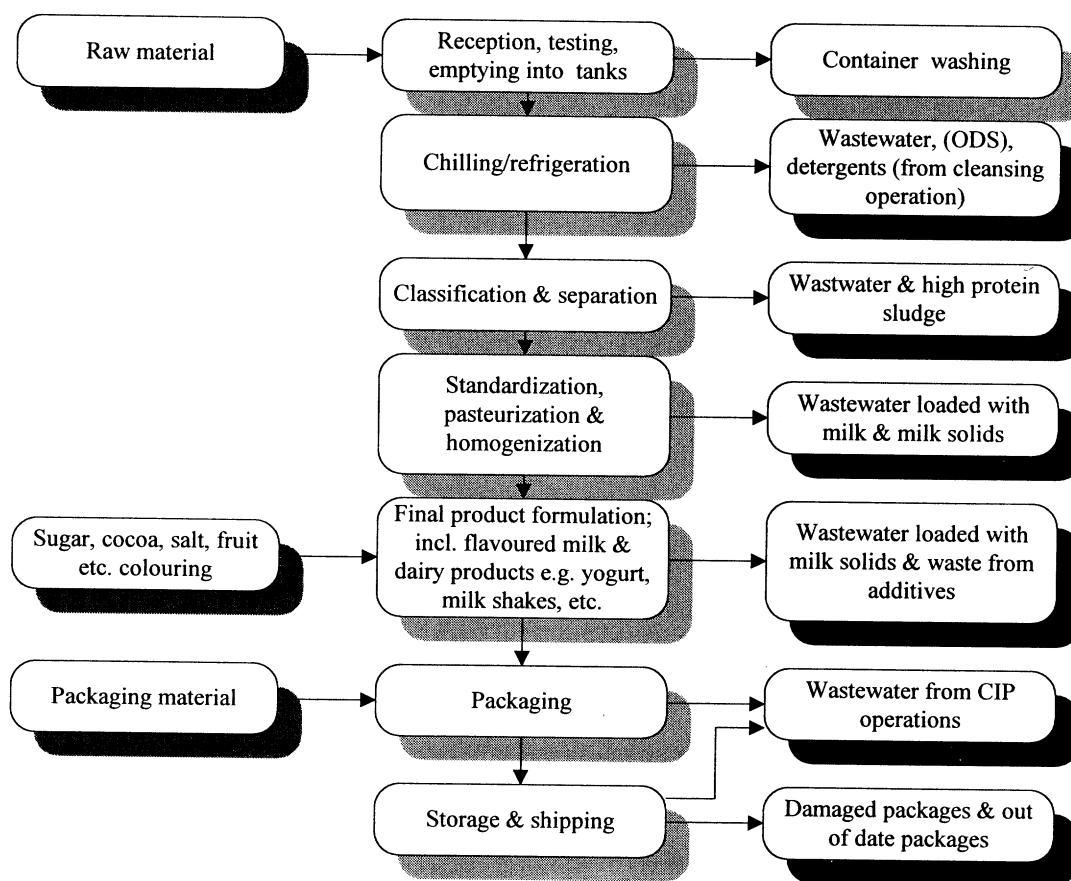 Raw material
Reception, testing,
emptying into tanks
Container washing
Chilling/refrigeration
Wastewater, (ODS),
detergents (from cleansing
operation)
Classification & separation
Wastwater & high protein
sludge
Standardization,
pasteurization &
homogenization
Wastewater loaded with
milk & milk solids
Sugar, cocoa, salt, fruit
etc. colouring
Final product formulation;
incl. flavoured milk &
dairy products e.g. yogurt,
milk shakes, etc.
Wastewater loaded with
milk solids & waste from
additives
Packaging material
Packaging
Wastewater from CIP
operations
Storage & shipping
Damaged packages & out
of date packages